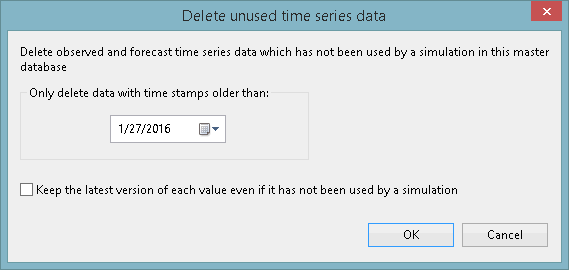 Delete unused time series data
Delete observed and forecast time series data which has not been used by a simulation in this master
database
Only delete data with time stamps older than:
1/27/2016
Keep the latest version of each value even if it has not been used by a simulation
OK
Cancel